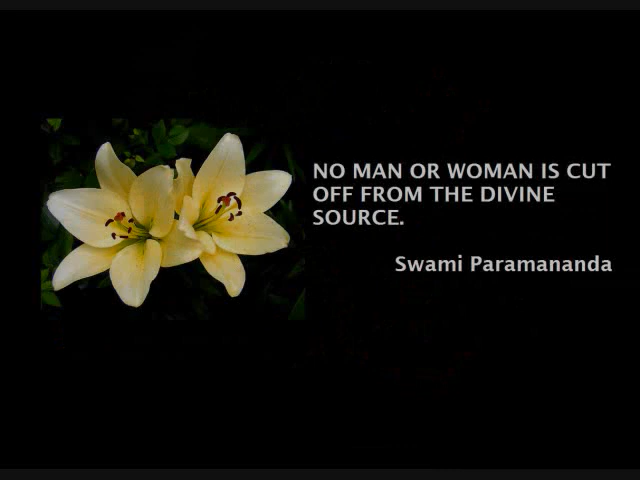 NO MAN OR WOMAN IS CUT
OFF FROM THE DIVINE
SOURCE.
Swami Paramananda